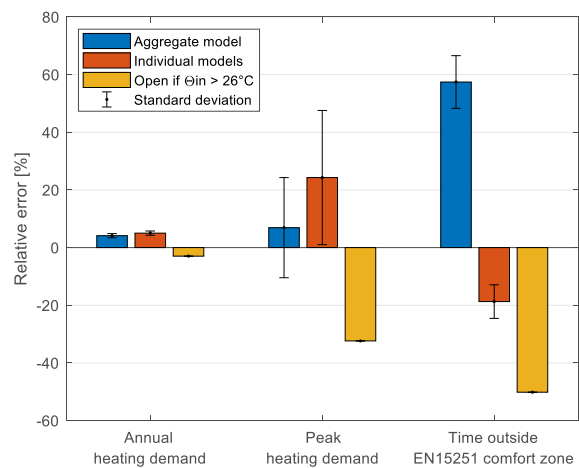 Relative error [%]
80
60
40
20
0
-20
-40
-60
Aggregate model
Individual models
Open if Θin > 26°C
Standard deviation
Annual
heating demand
Peak
heating demand
Time outside
EN15251 comfort zone